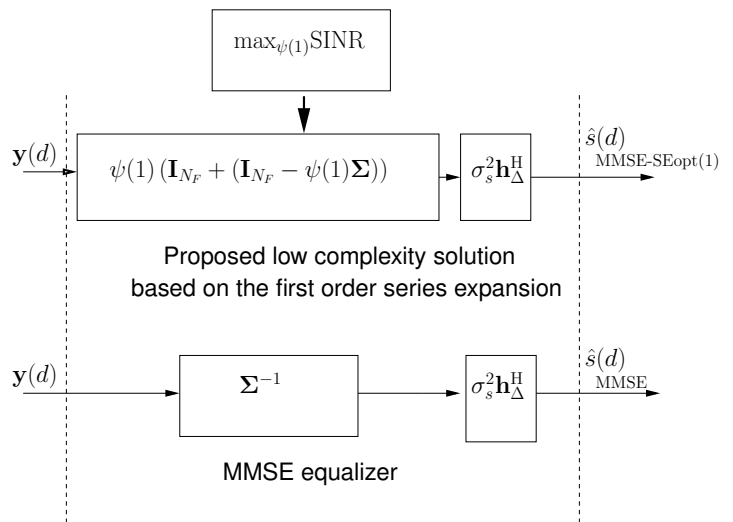 max_ψ(1) SINR
y(d)
ψ(1) (I_{N_F} + (I_{N_F} − ψ(1)Σ))
σ_s^2 h_Δ^H
ŝ(d)
MMSE-SEopt(1)
Proposed low complexity solution
based on the first order series expansion
y(d)
Σ^{−1}
σ_s^2 h_Δ^H
ŝ(d)
MMSE
MMSE equalizer